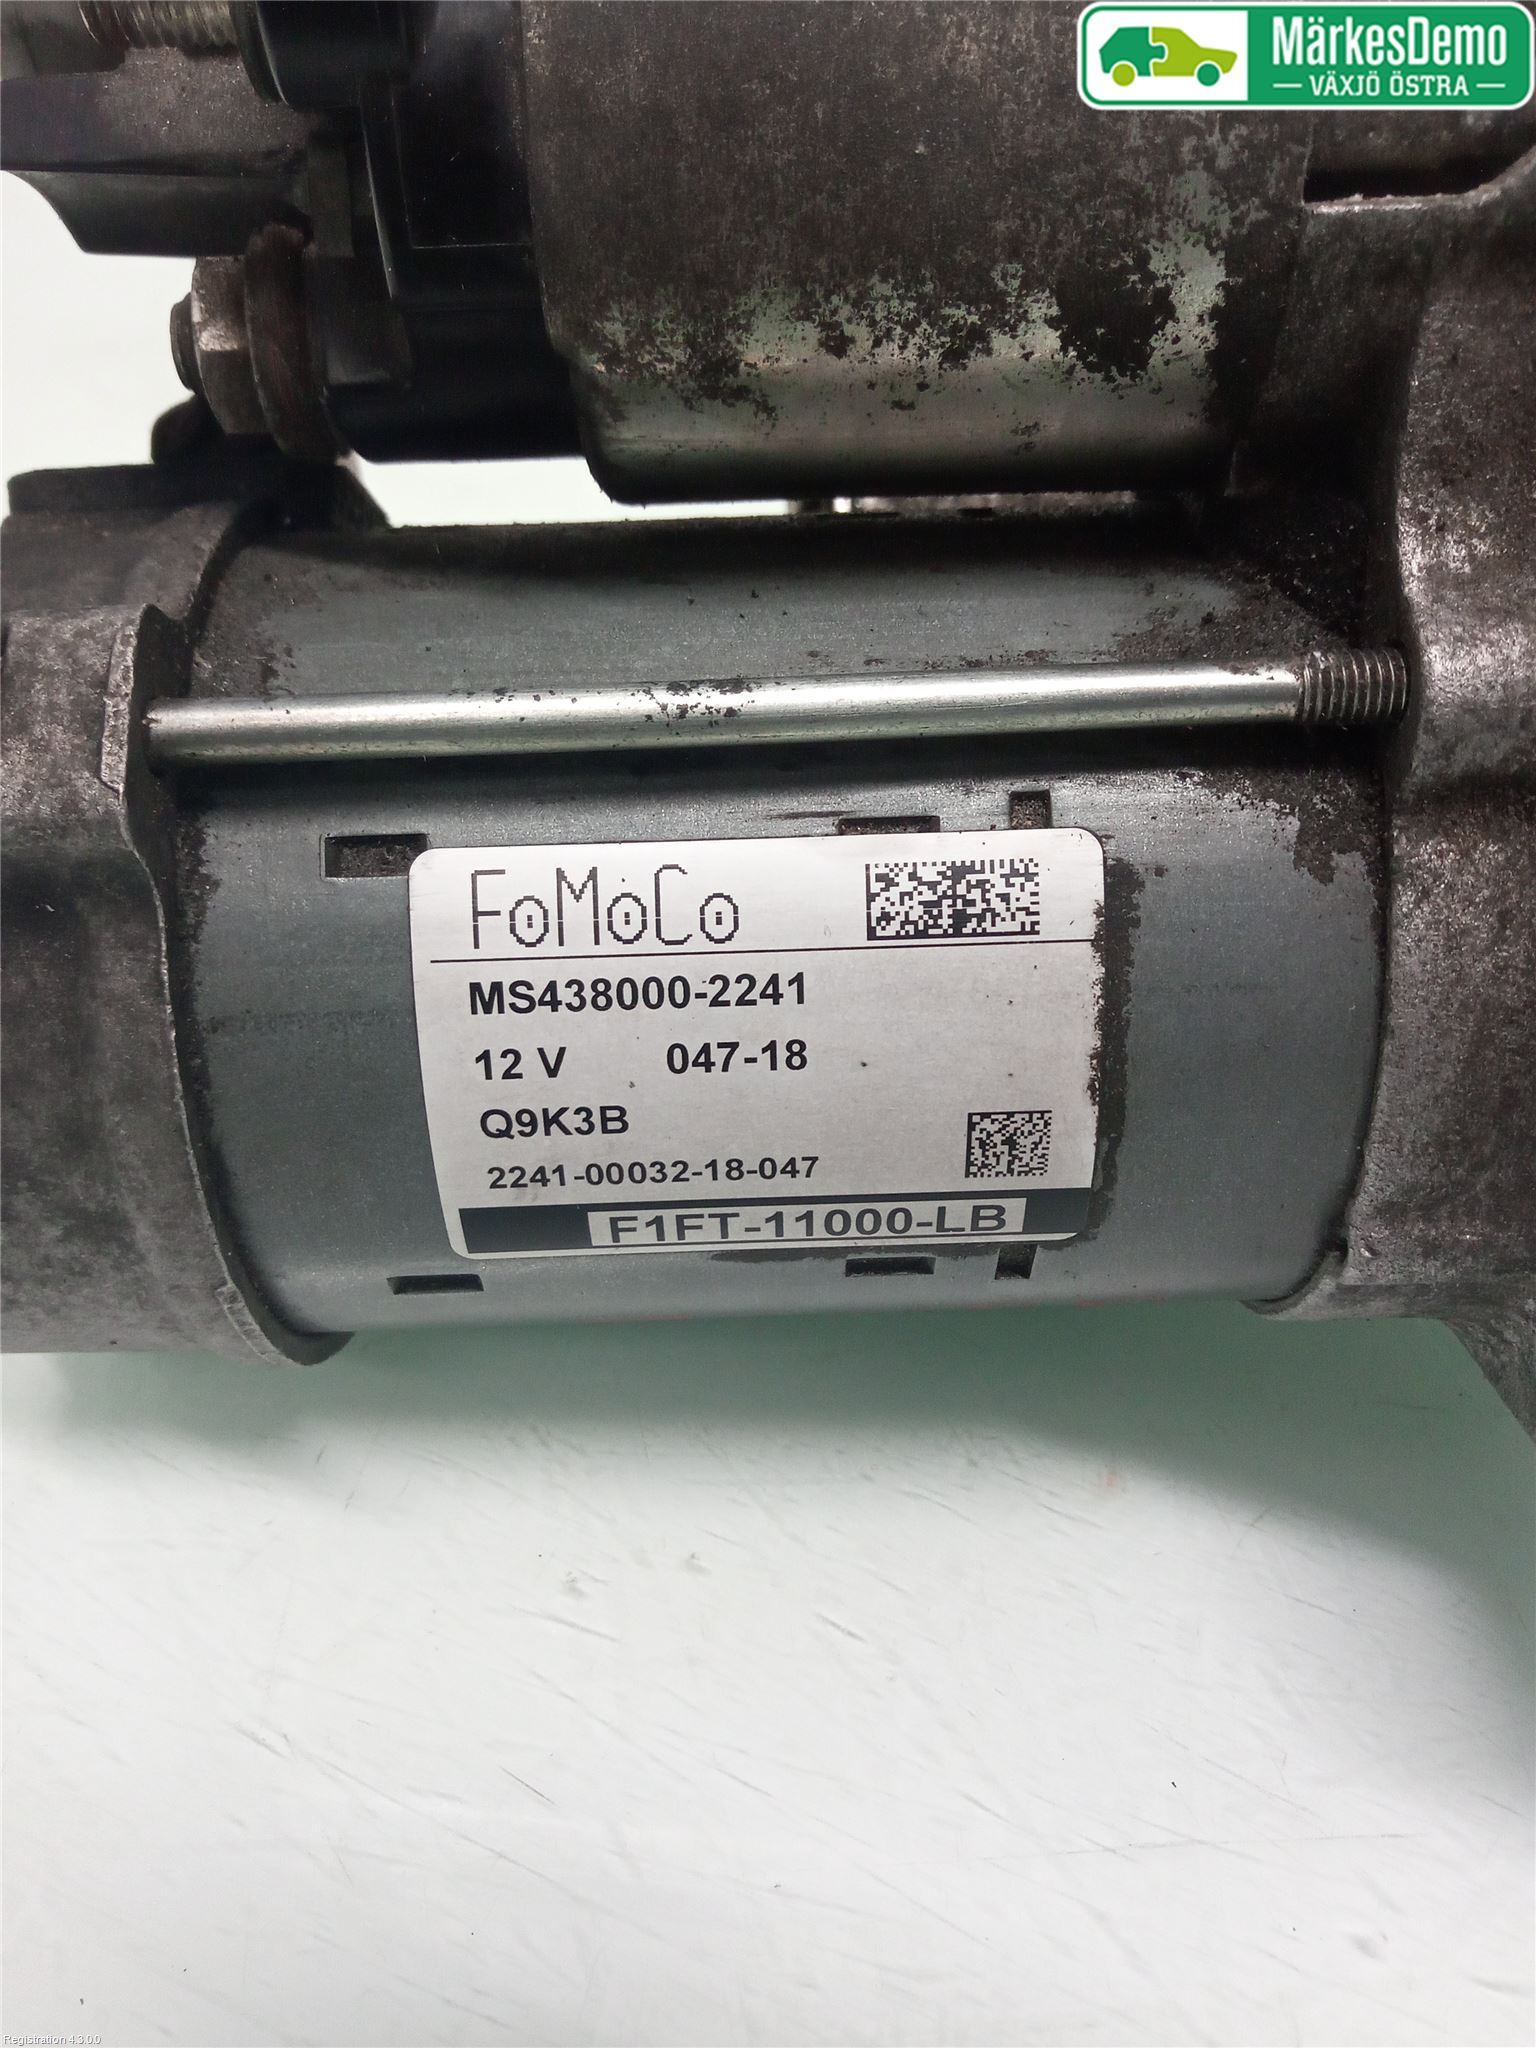 MärkesDemo
VÄXJÖ ÖSTRA
FoMoCo
MS438000-2241
12 V 047-18
Q9K3B
2241-00032-18-047
F1FT-11000-LB
Registration 4.3.0.0